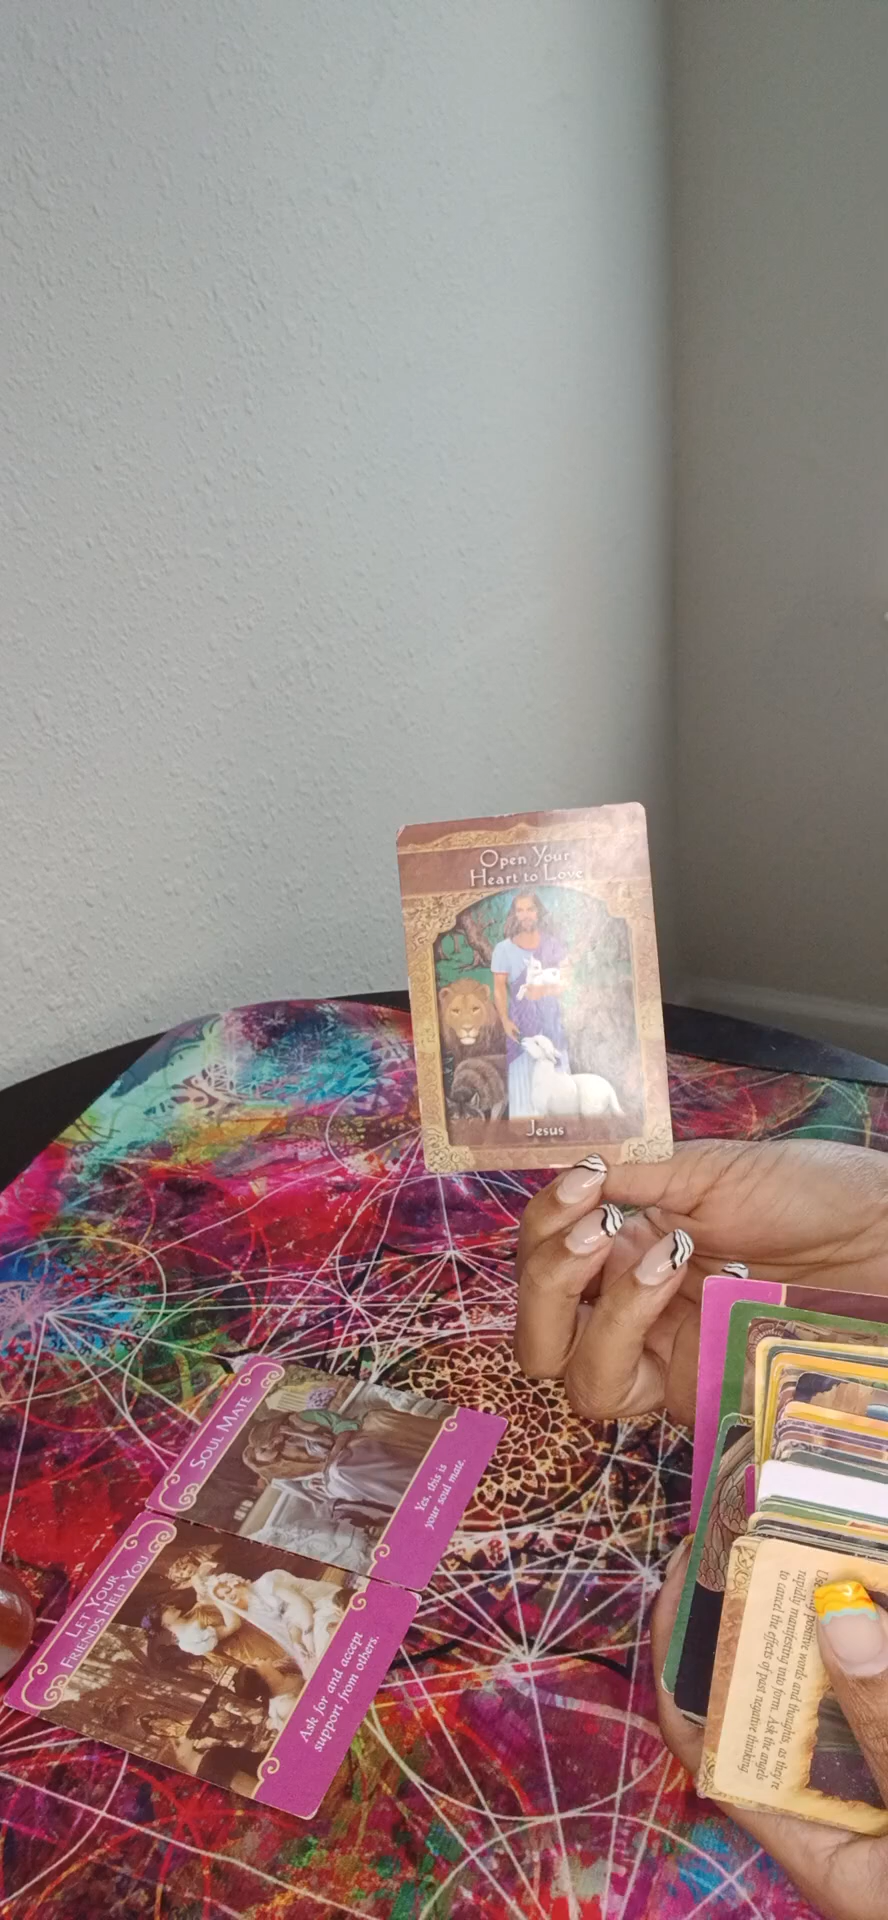 Open Your
Heart to Love
Jesus
SOUL MATE
Yes, this is
your soul mate.
LET YOUR
FRIENDS HELP YOU
Ask for and accept
support from others.
positive words and thoughts, as they're
rapidly manifesting into form. Ask the angels
to cancel the effects of past negative thinking